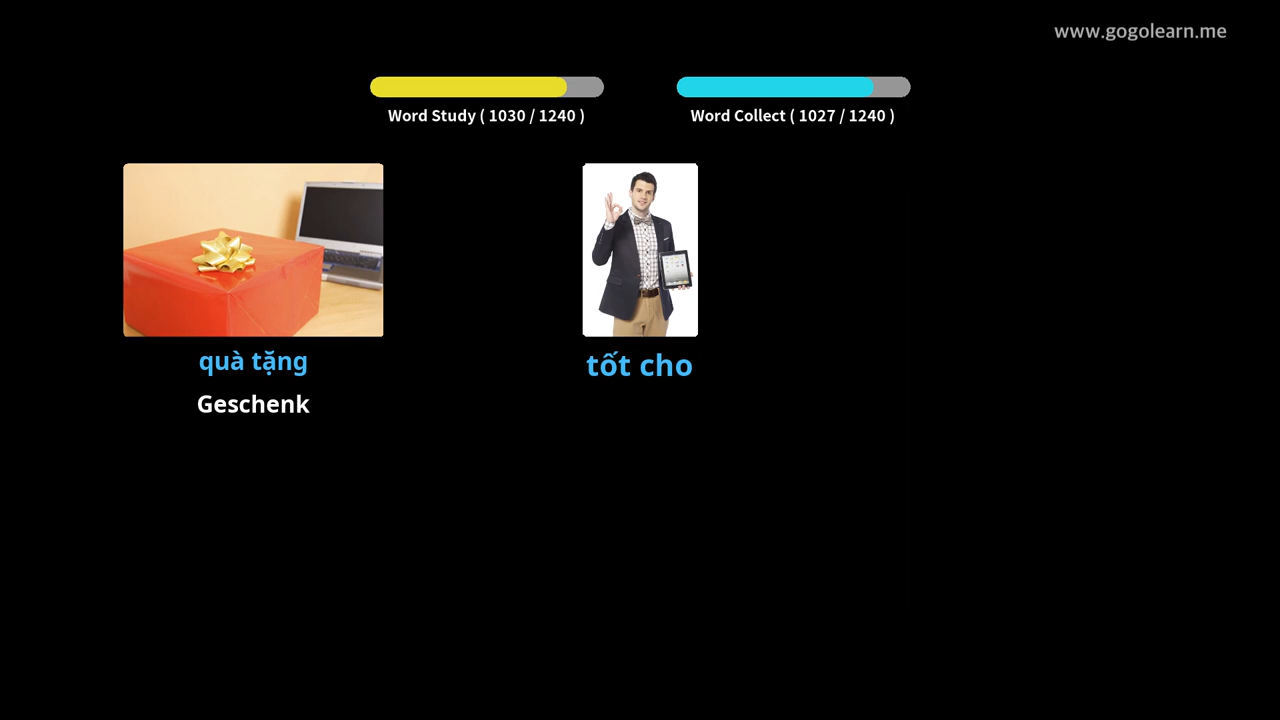 www.gogolearn.me
Word Study ( 1030 / 1240 )
Word Collect ( 1027 / 1240 )
quà tặng
Geschenk
tốt cho